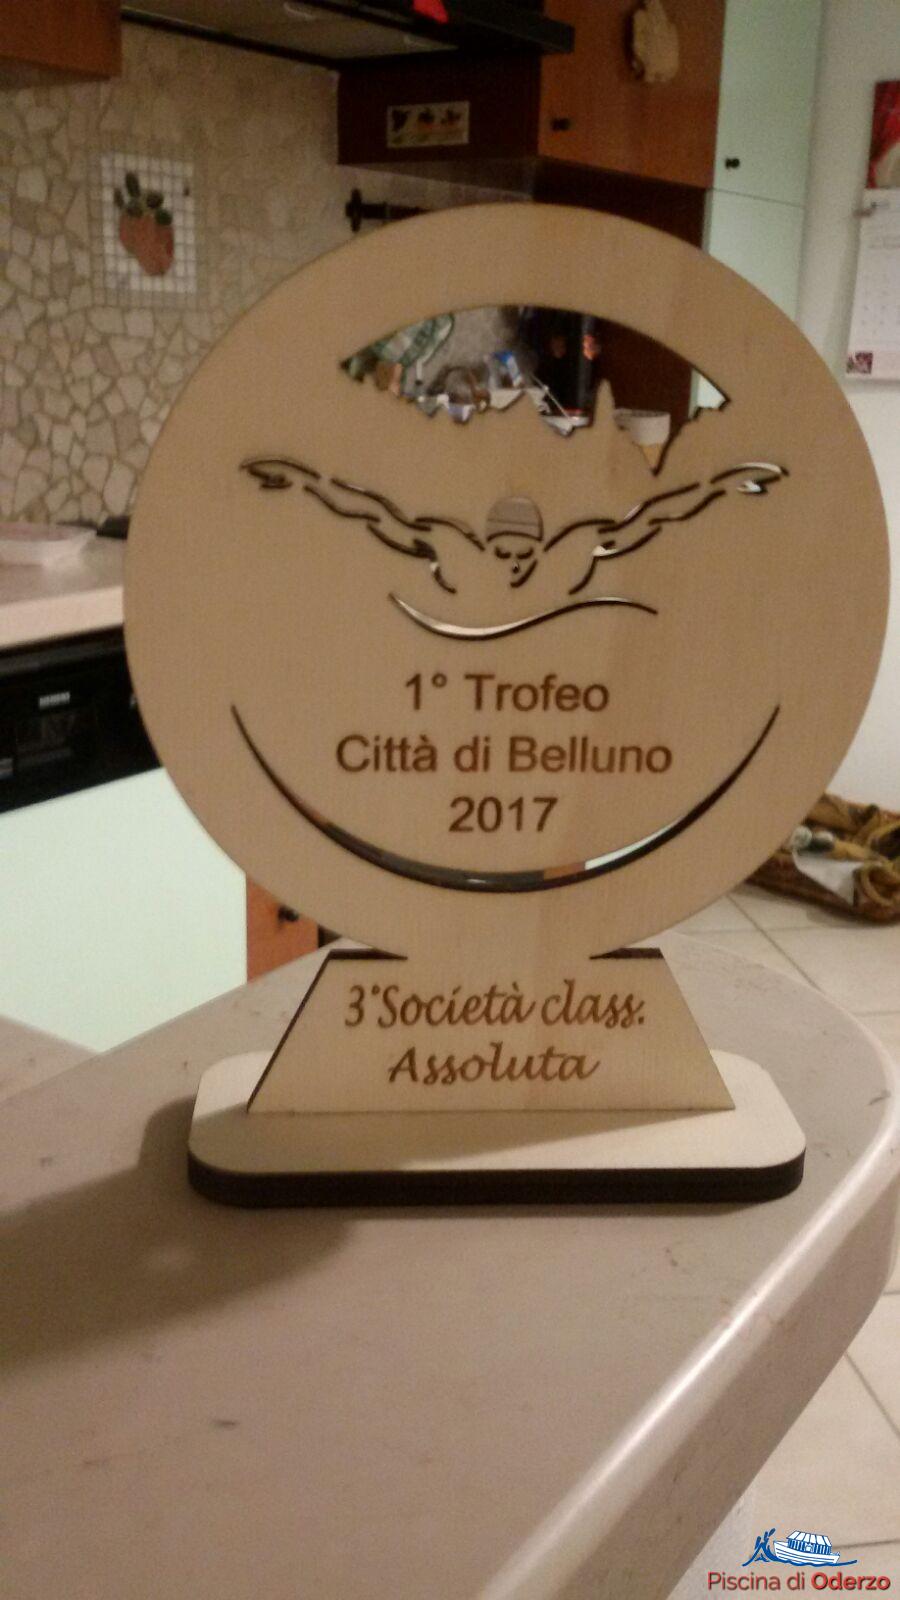 1° Trofeo
Città di Belluno
2017
3°Società class.
Assoluta
Piscina di Oderzo